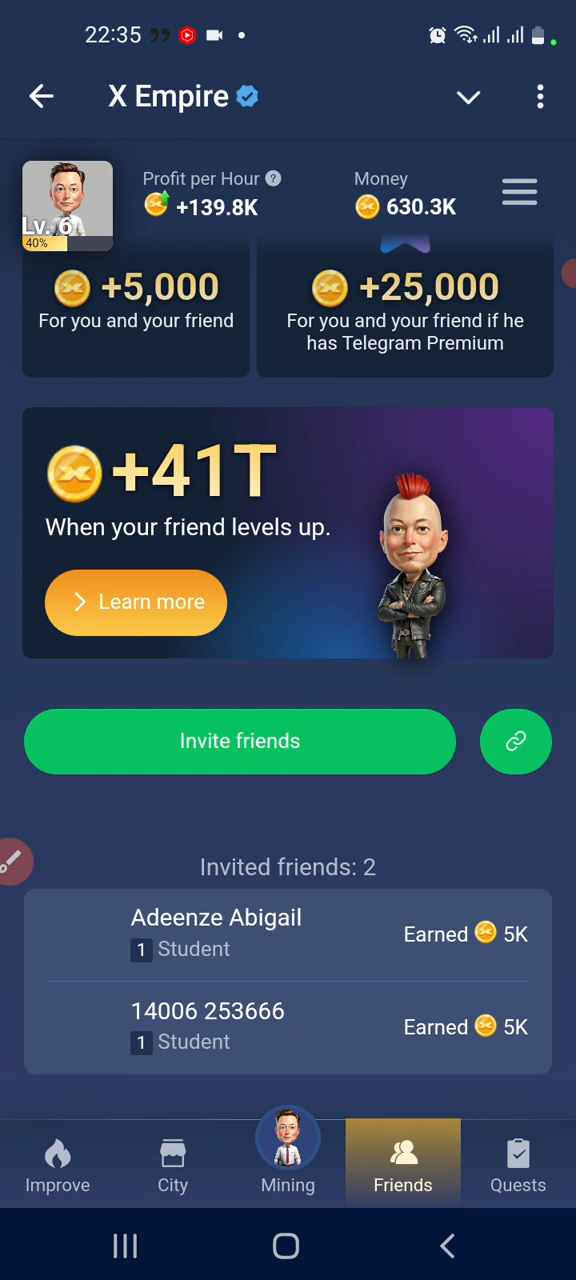 22:35
X Empire
Profit per Hour ?
+139.8K
Money
630.3K
Lv. 6
40%
+5,000
For you and your friend
+25,000
For you and your friend if he
has Telegram Premium
+41T
When your friend levels up.
Learn more
Invite friends
Invited friends: 2
Adeenze Abigail
1 Student
Earned 5K
14006 253666
1 Student
Earned 5K
Improve
City
Mining
Friends
Quests